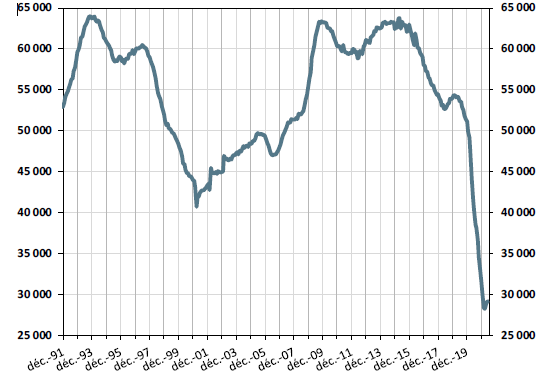 65 000 65 000
60 000 60 000
55 000 55 000
50 000 50 000
45 000 45 000
40 000 40 000
35 000 35 000
30 000 30 000
25 000 25 000
déc.-91 déc.-93 déc.-95 déc.-97 déc.-99 déc.-01 déc.-03 déc.-05 déc.-07 déc.-09 déc.-11 déc.-13 déc.-15 déc.-17 déc.-19